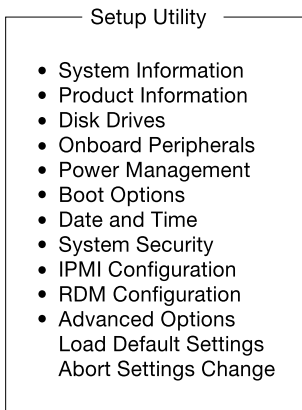 Setup Utility
• System Information
• Product Information
• Disk Drives
• Onboard Peripherals
• Power Management
• Boot Options
• Date and Time
• System Security
• IPMI Configuration
• RDM Configuration
• Advanced Options
Load Default Settings
Abort Settings Change